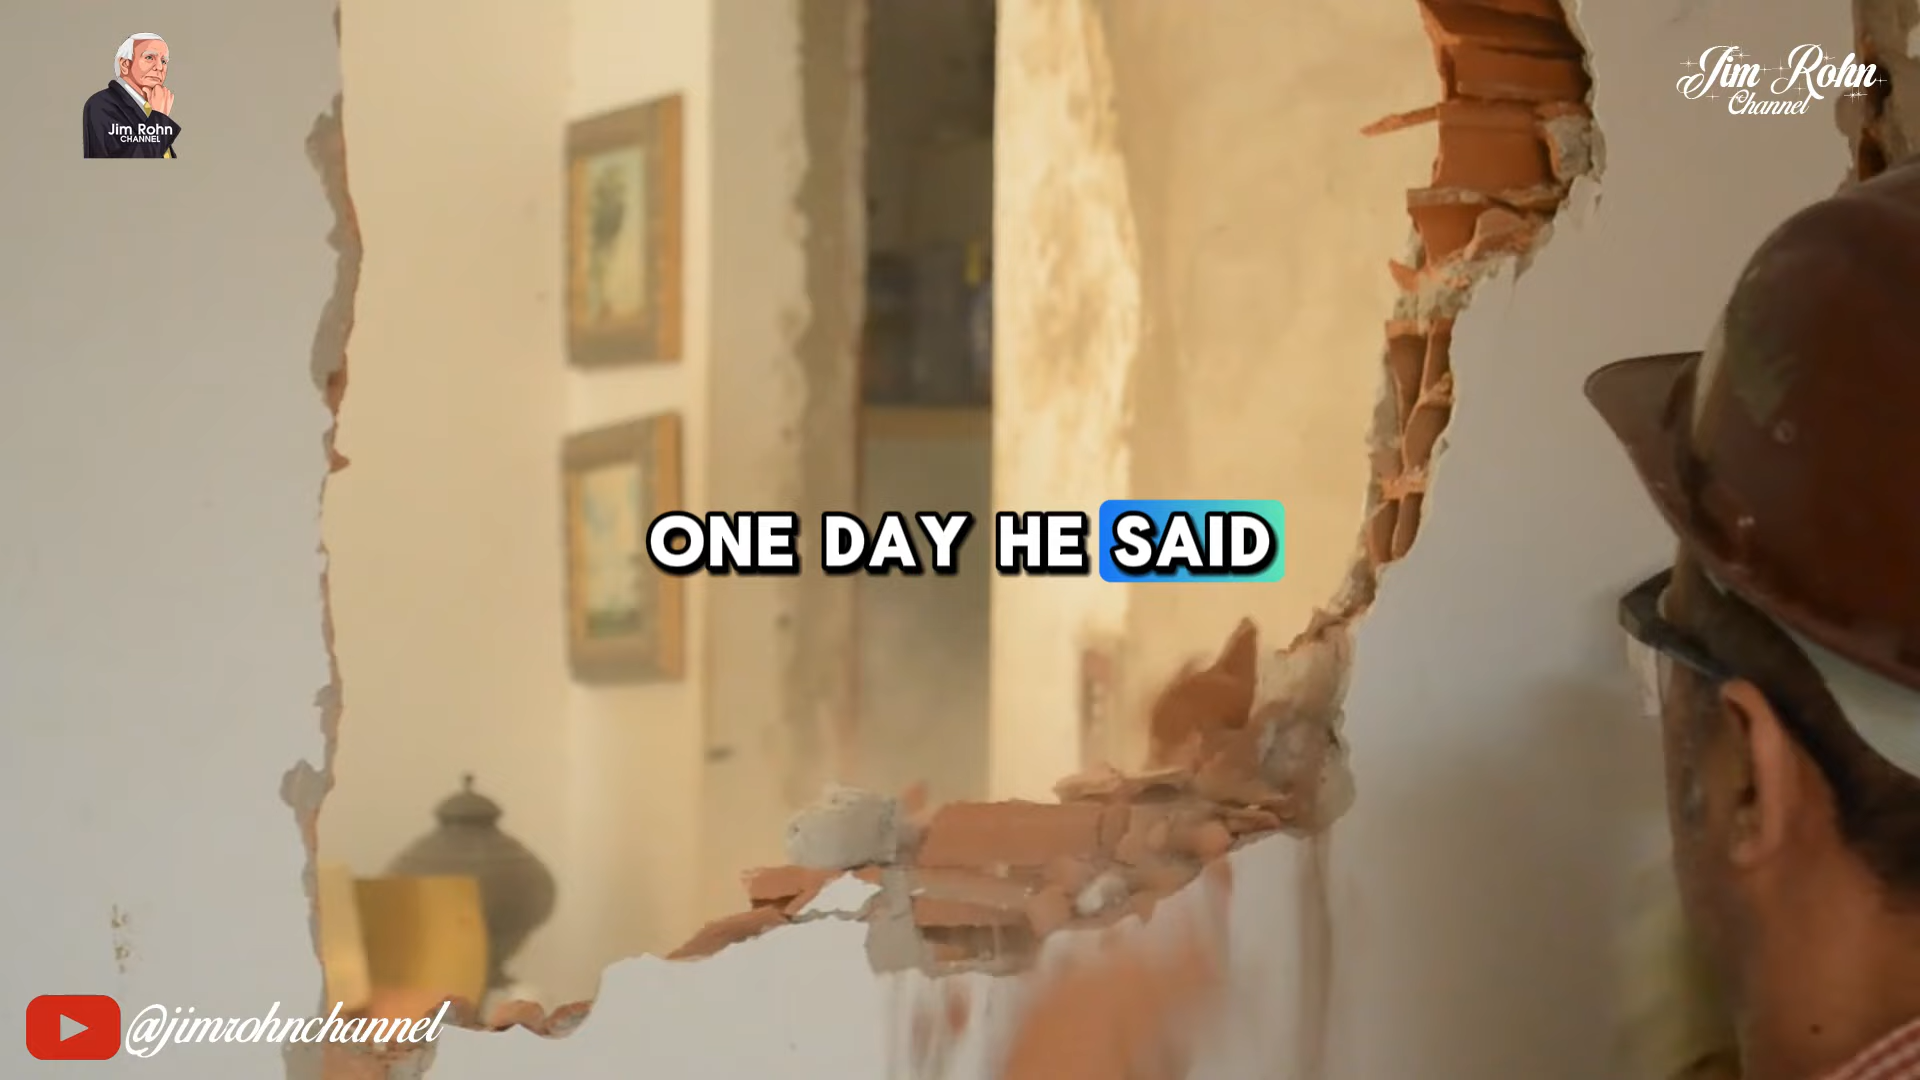 Jim Rohn
CHANNEL
Jim Rohn
Channel
ONE DAY HE SAID
@jimrohnchannel